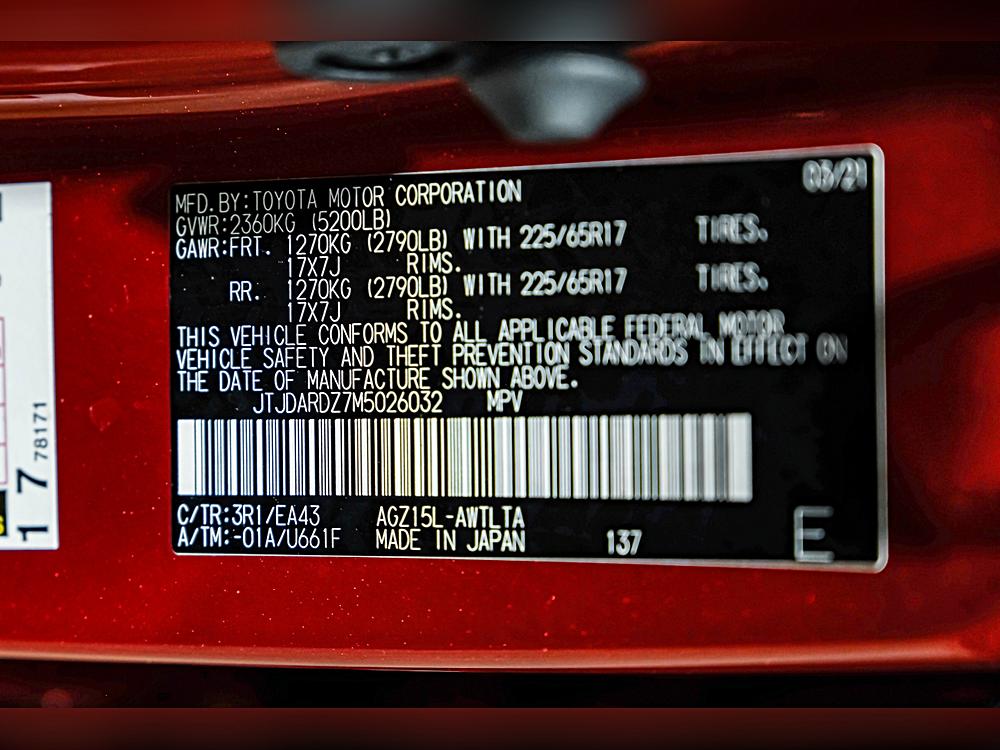 03/21
MFD. BY: TOYOTA MOTOR CORPORATION
GVWR: 2360KG (5200LB)
GAWR: FRT. 1270KG (2790LB) WITH 225/65R17 TIRES.
17X7J RIMS.
RR. 1270KG (2790LB) WITH 225/65R17 TIRES.
17X7J RIMS.
THIS VEHICLE CONFORMS TO ALL APPLICABLE FEDERAL MOTOR
VEHICLE SAFETY AND THEFT PREVENTION STANDARDS IN EFFECT ON
THE DATE OF MANUFACTURE SHOWN ABOVE.
JTJDARDZ7M5026032 MPV
C/TR: 3R1/EA43 AGZ15L-AWTLTA
A/TM: -01A/U661F MADE IN JAPAN 137 E
17 78171